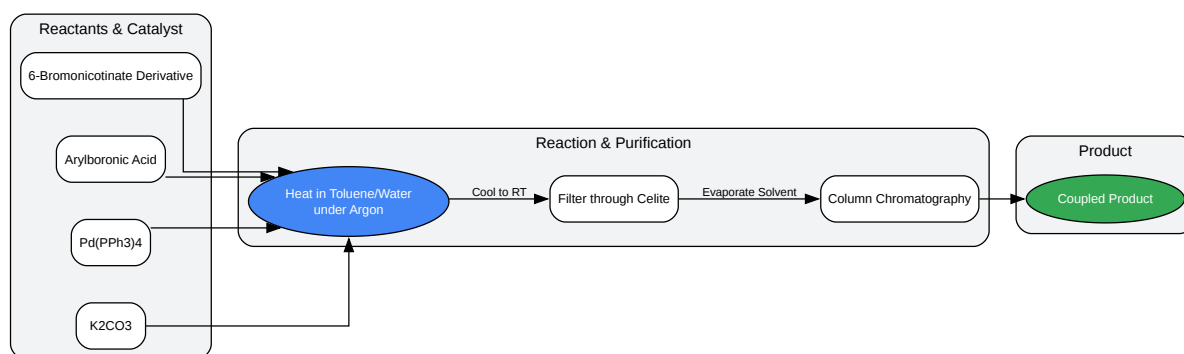 Reactants & Catalyst
6-Bromonicotinate Derivative
Arylboronic Acid
Pd(PPh3)4
K2CO3
Reaction & Purification
Heat in Toluene/Water
under Argon
Cool to RT
Filter through Celite
Evaporate Solvent
Column Chromatography
Product
Coupled Product